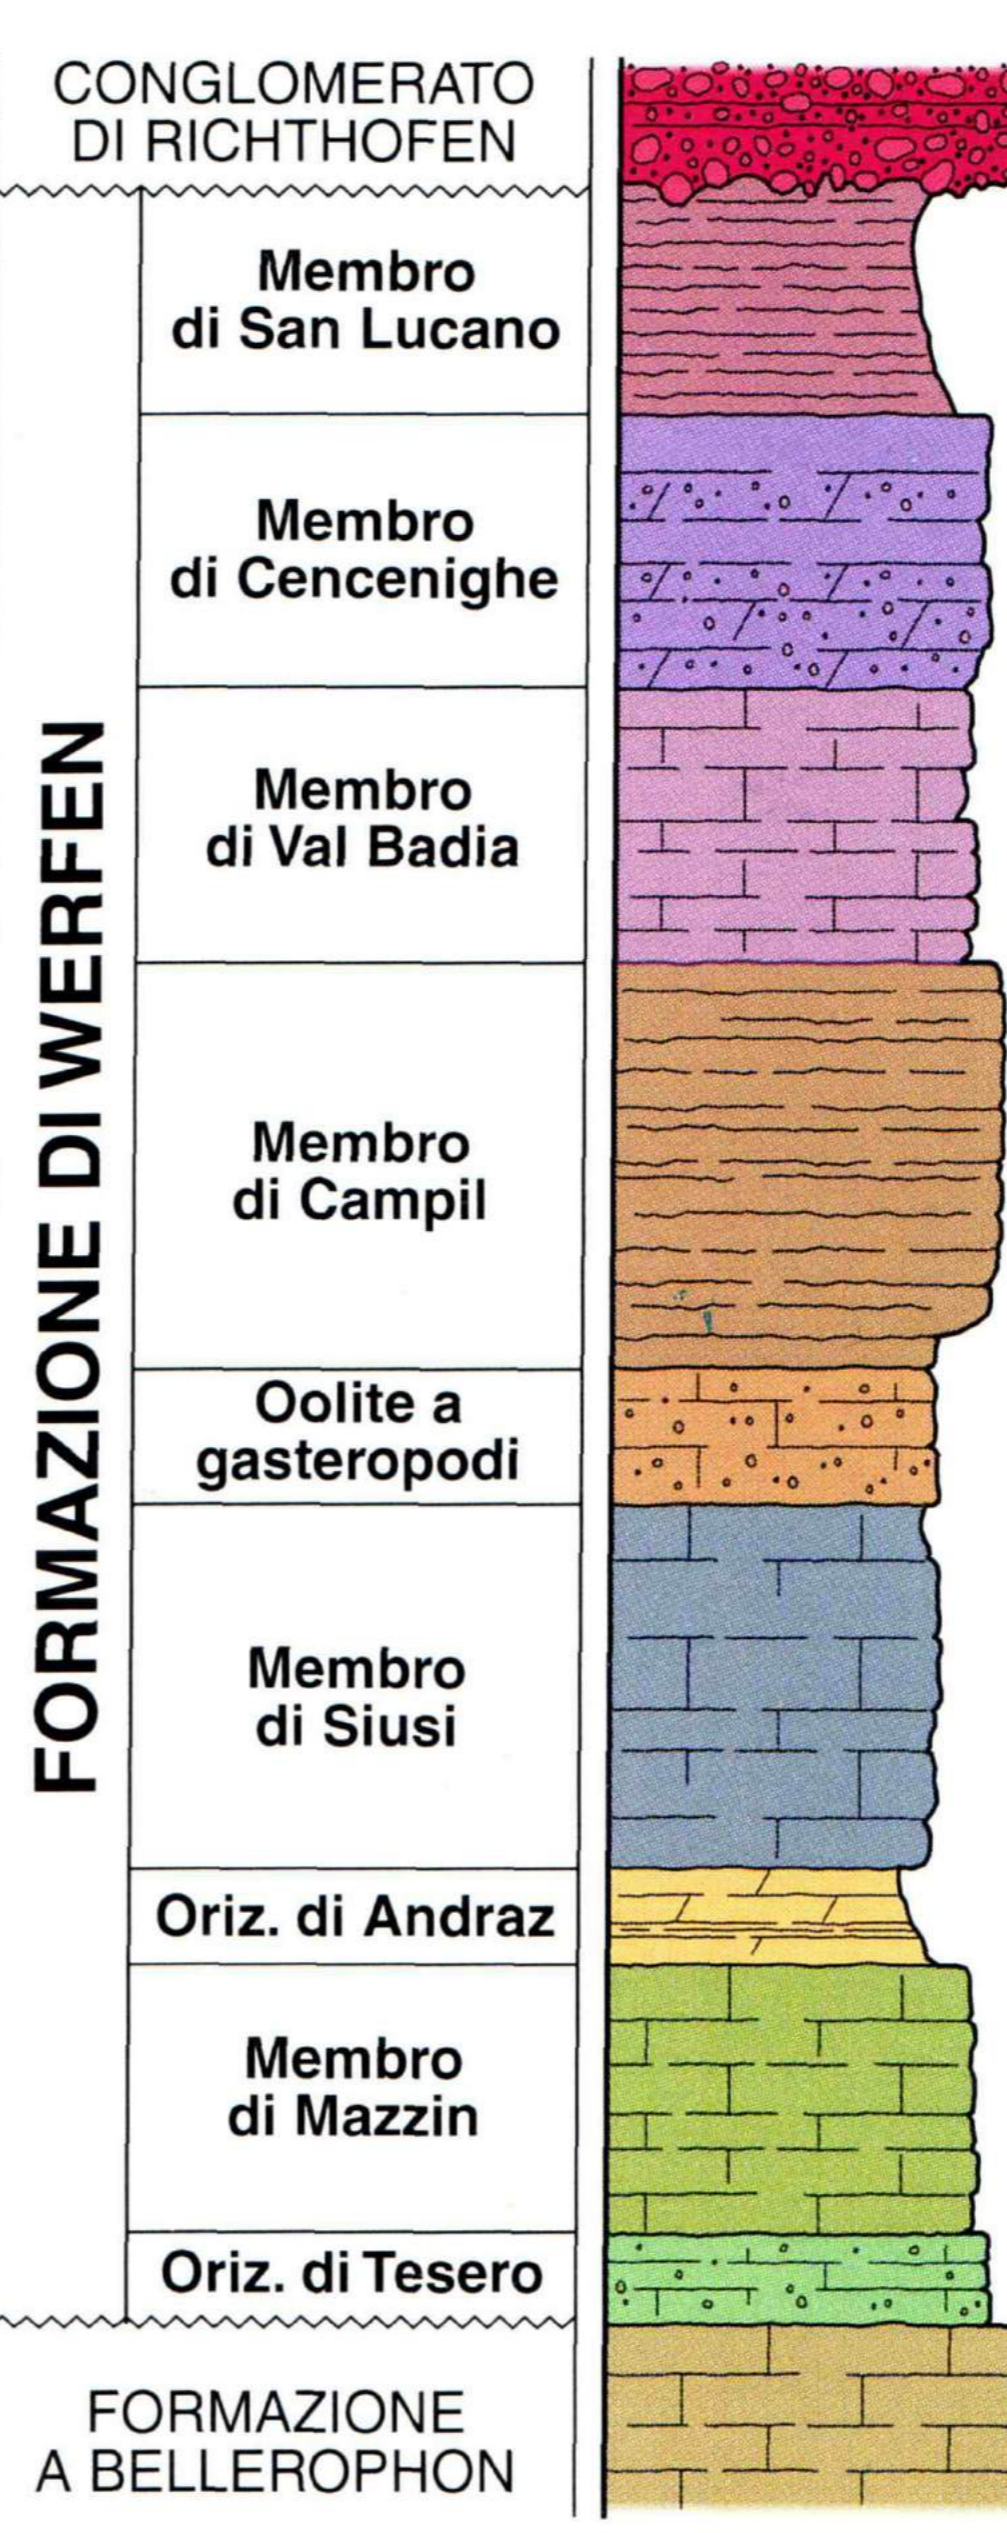 CONGLOMERATO
DI RICHTHOFEN
FORMAZIONE DI WERFEN
Membro
di San Lucano
Membro
di Cencenighe
Membro
di Val Badia
Membro
di Campil
Oolite a
gasteropodi
Membro
di Siusi
Oriz. di Andraz
Membro
di Mazzin
Oriz. di Tesero
FORMAZIONE
A BELLEROPHON